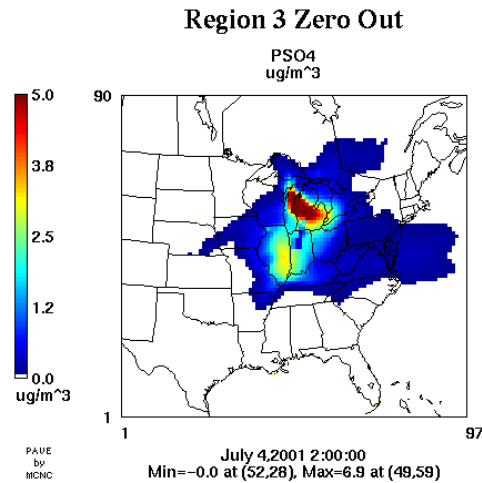 Region 3 Zero Out
PSO4
ug/m^3
5.0
3.8
2.5
1.2
0.0
ug/m^3
90
1
1
97
PAVE
by
MCNC
July 4,2001 2:00:00
Min=-0.0 at (52,28), Max=6.9 at (49,59)